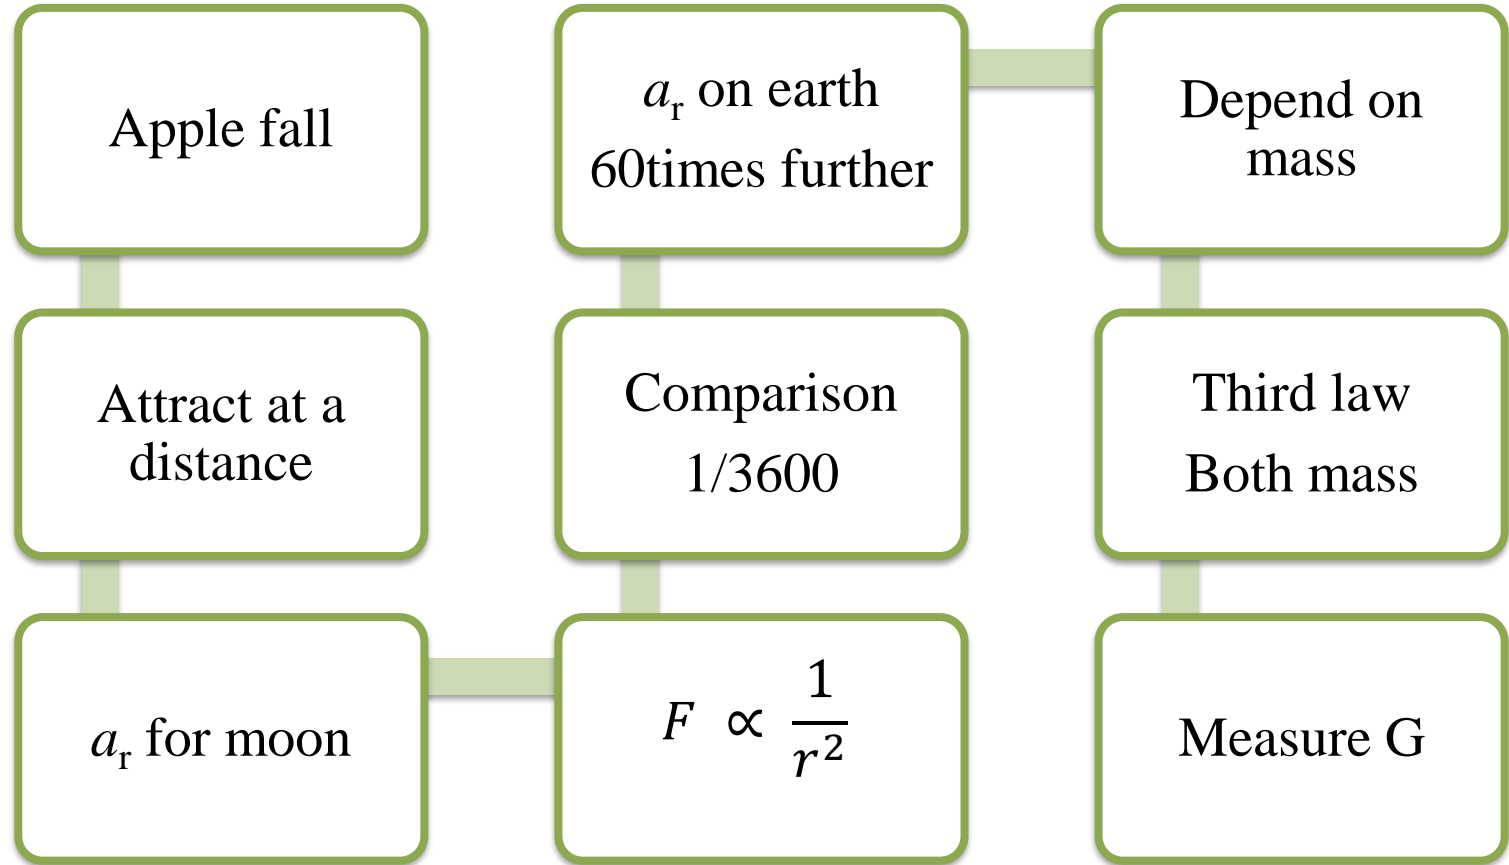 Apple fall
Attract at a
distance
aᵣ for moon
F ∝ 1/r²
Comparison
1/3600
aᵣ on earth
60times further
Depend on
mass
Third law
Both mass
Measure G